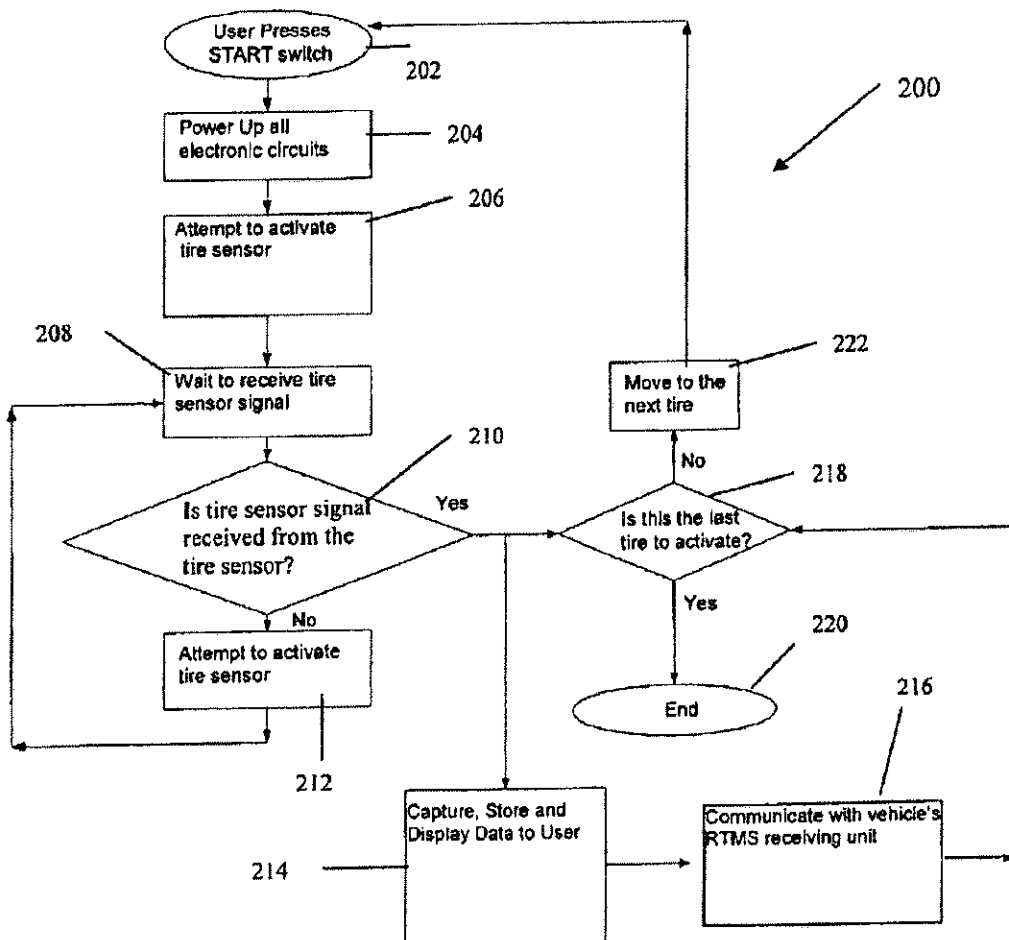 User Presses
START switch
202
200
Power Up all
electronic circuits
204
206
Attempt to activate
tire sensor
208
Wait to receive tire
sensor signal
222
Move to the
next tire
210
No
218
Is tire sensor signal
received from the
tire sensor?
Yes
Is this the last
tire to activate?
No
Yes
Attempt to activate
tire sensor
220
End
216
212
Capture, Store and
Display Data to User
214
Communicate with vehicle's
RTMS receiving unit